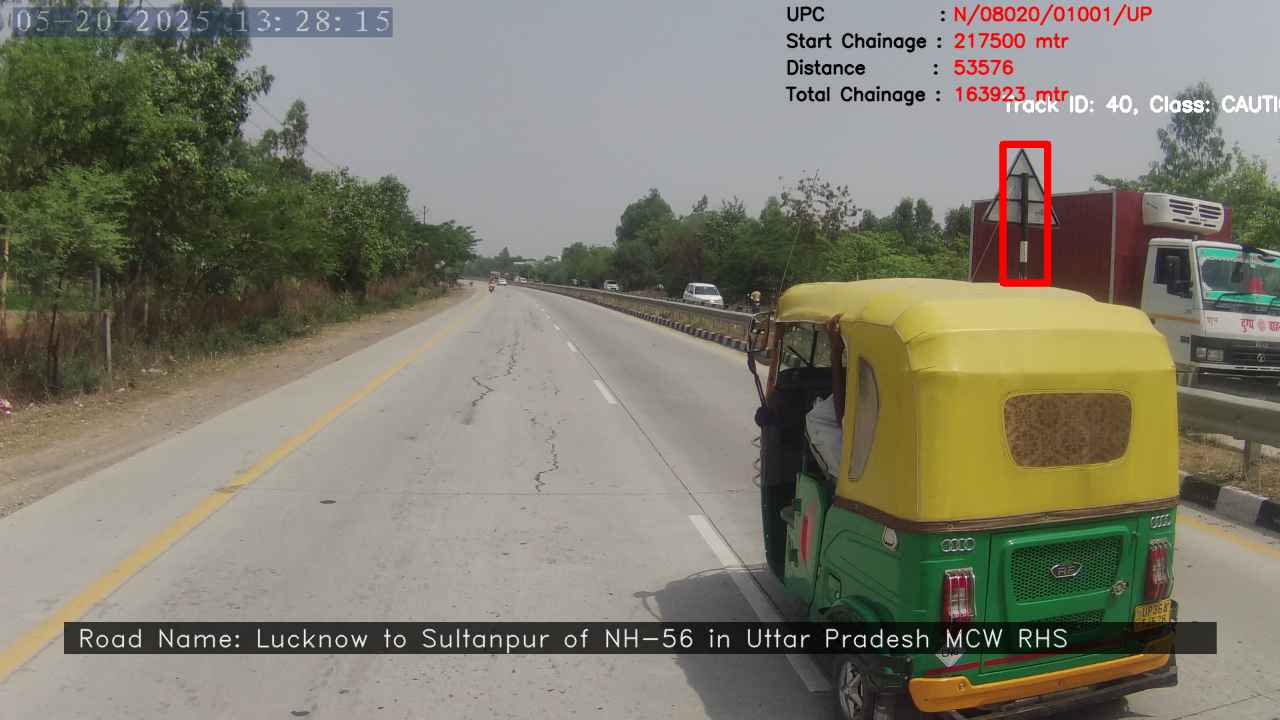 05-20-2025 13:28:15
UPC : N/08020/01001/UP
Start Chainage : 217500 mtr
Distance : 53576
Total Chainage : 163923 mtr
Track ID: 40, Class: CAUTI
दुग्ध
UP36K
Road Name: Lucknow to Sultanpur of NH-56 in Uttar Pradesh MCW RHS